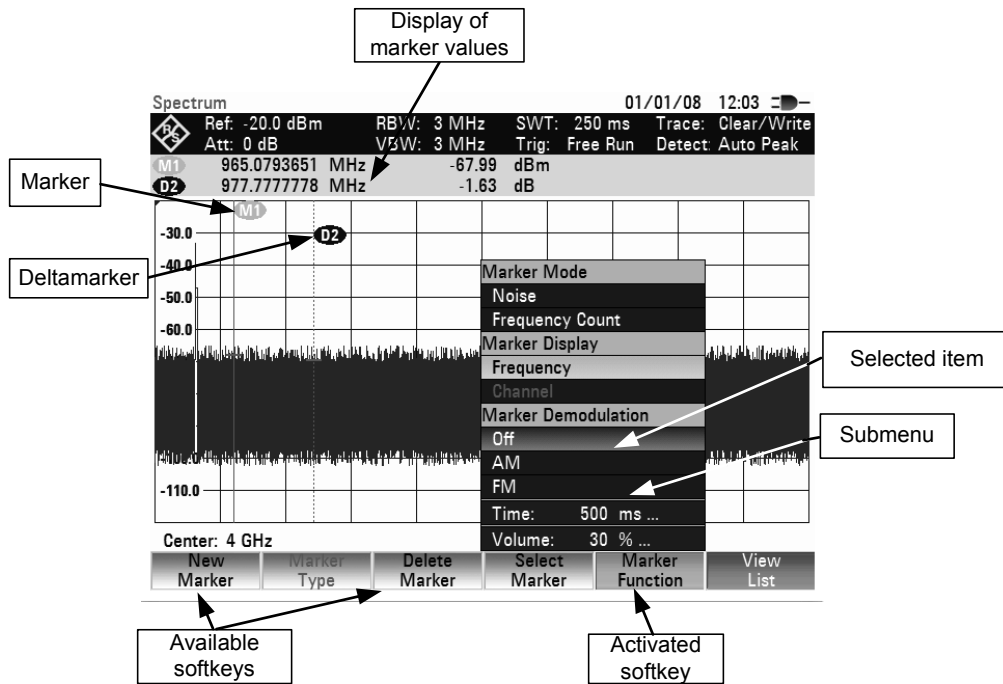 Display of
marker values
Spectrum 01/01/08 12:03
R&S Ref: -20.0 dBm RBW: 3 MHz SWT: 250 ms Trace: Clear/Write
Att: 0 dB VBW: 3 MHz Trig: Free Run Detect: Auto Peak
M1 965.0793651 MHz -67.99 dBm
D2 977.7777778 MHz -1.63 dB
Marker
M1
D2
-30.0
Deltamarker
-40.0
-50.0
-60.0
Marker Mode
Noise
Frequency Count
Marker Display
Frequency
Channel
Marker Demodulation
Off
AM
FM
Time: 500 ms ...
Volume: 30 % ...
Selected item
Submenu
-110.0
Center: 4 GHz
New
Marker
Marker
Type
Delete
Marker
Select
Marker
Marker
Function
View
List
Available
softkeys
Activated
softkey